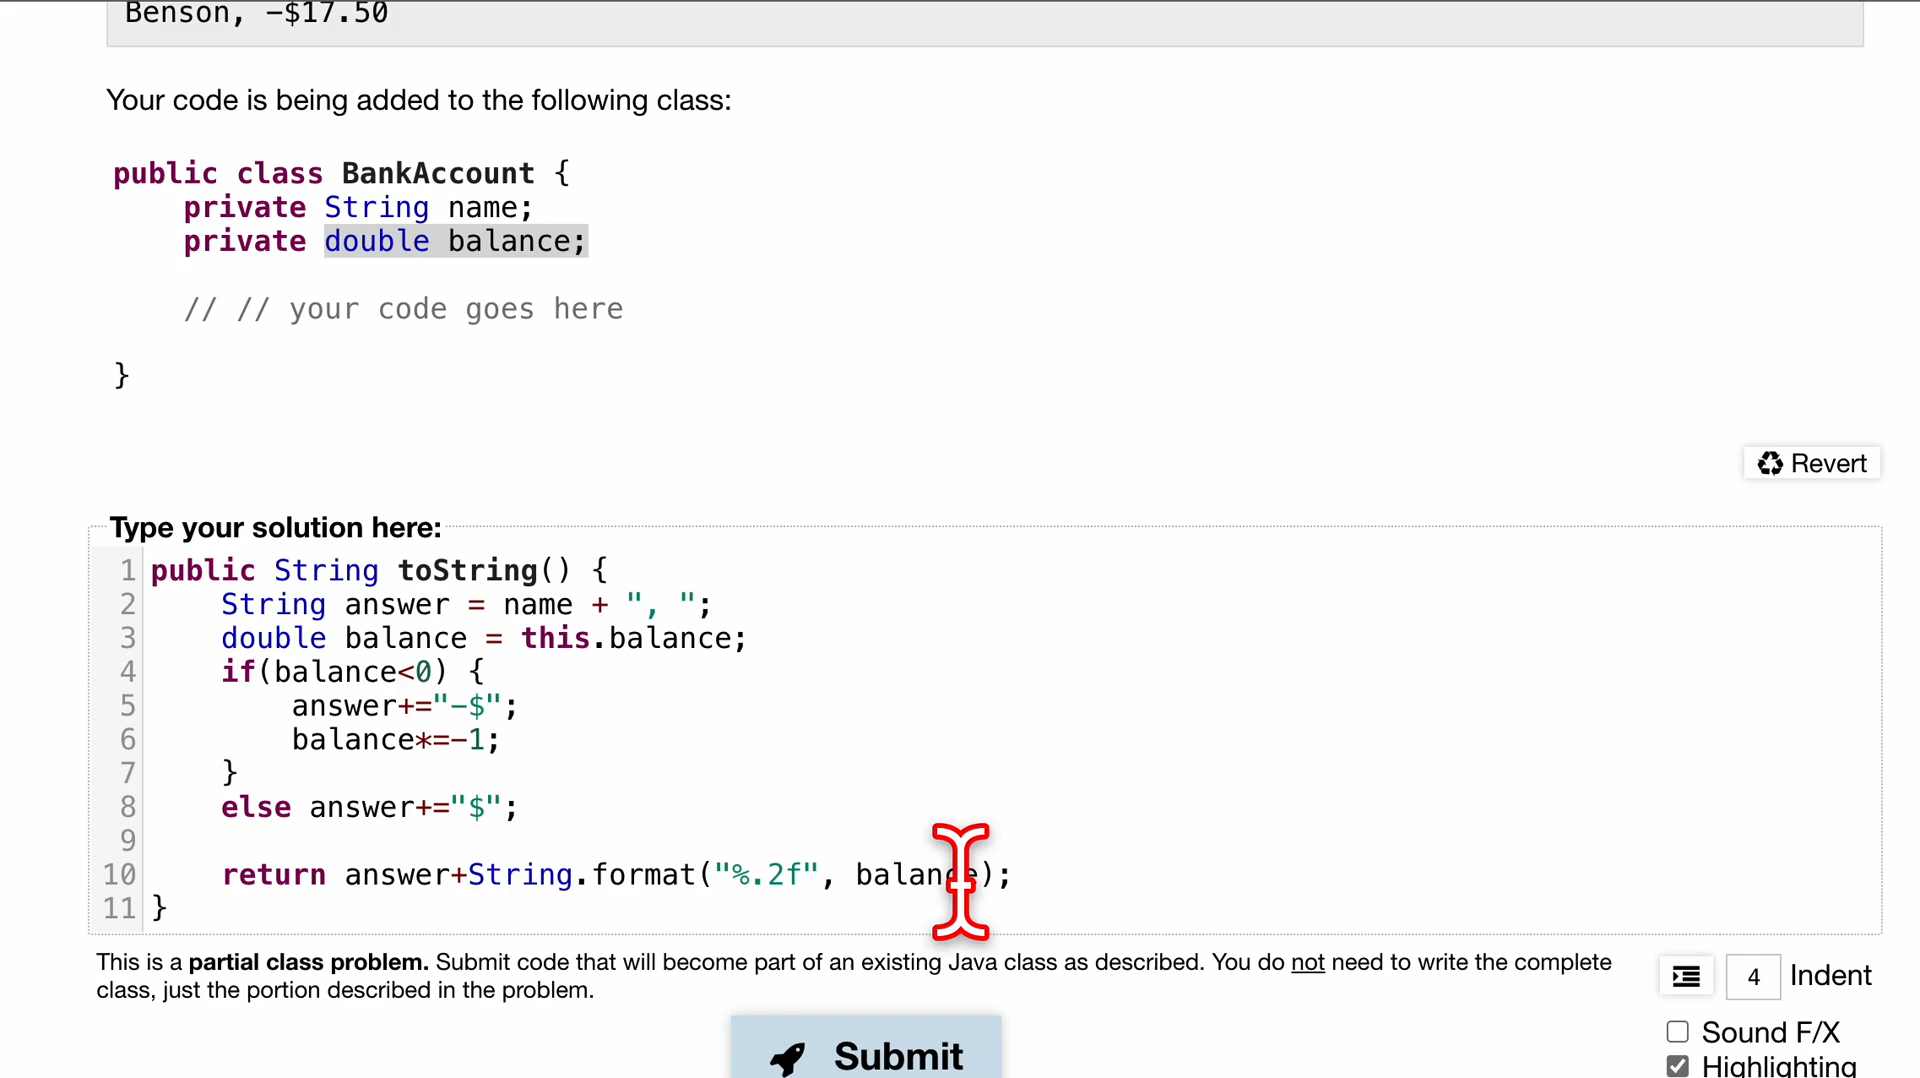 Benson, -$17.50
Your code is being added to the following class:
public class BankAccount {
    private String name;
    private double balance;
    // // your code goes here
}
Revert
Type your solution here:
1 public String toString() {
2     String answer = name + ", ";
3     double balance = this.balance;
4     if(balance<0) {
5         answer+="-$";
6         balance*=-1;
7     }
8     else answer+="$";
9
10     return answer+String.format("%.2f", balance);
11 }
This is a partial class problem. Submit code that will become part of an existing Java class as described. You do not need to write the complete
class, just the portion described in the problem.
4 Indent
Submit
Sound F/X
Highlighting